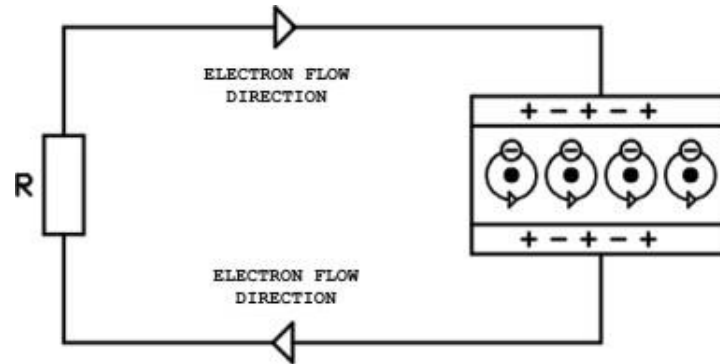 ELECTRON FLOW
DIRECTION
+ − + − +
− − − −
R
+ − + − +
ELECTRON FLOW
DIRECTION